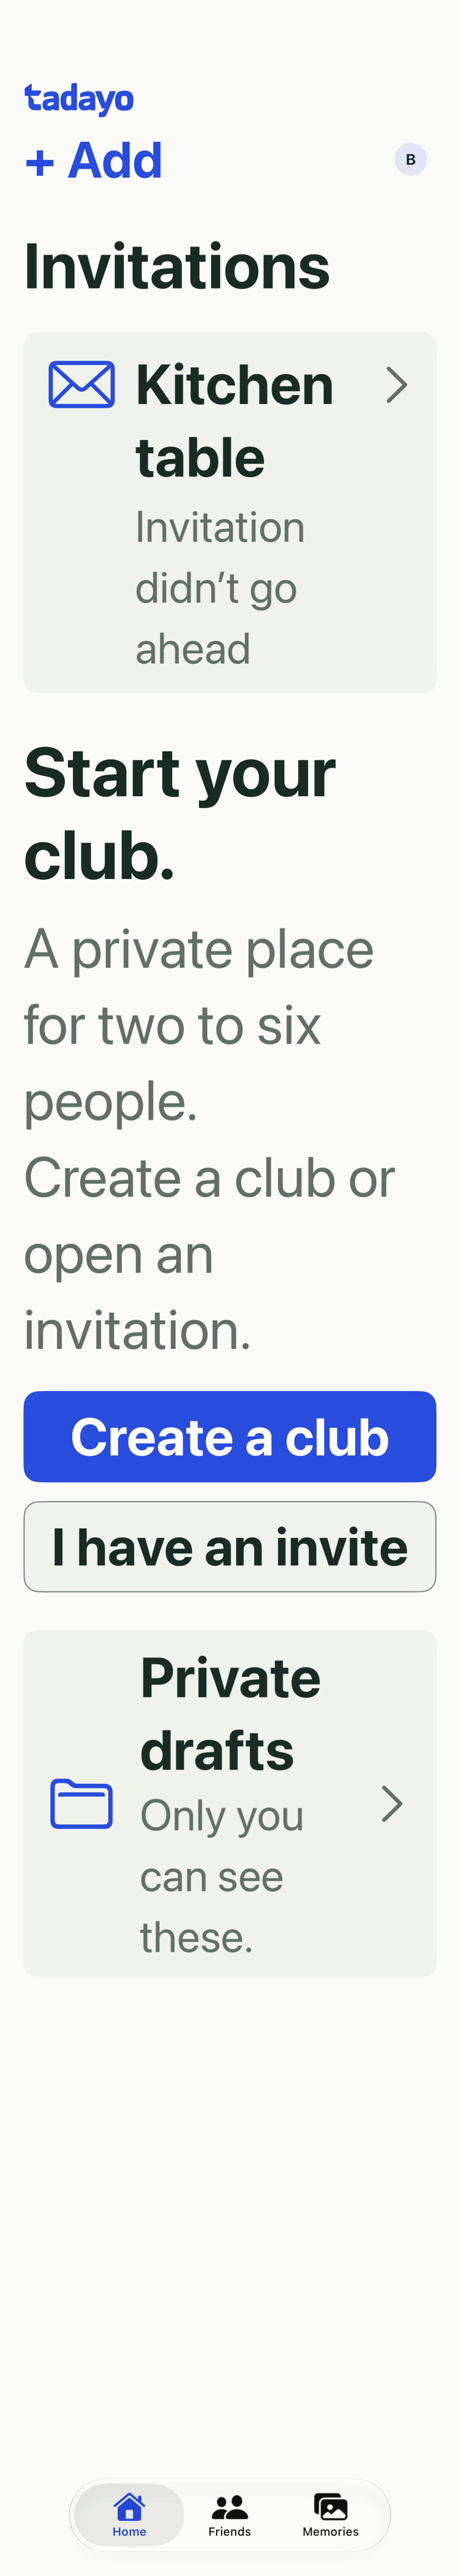 tadayo
+ Add
B
Invitations
Kitchen
table
Invitation
didn’t go
ahead
Start your
club.
A private place
for two to six
people.
Create a club or
open an
invitation.
Create a club
I have an invite
Private
drafts
Only you
can see
these.
Home
Friends
Memories